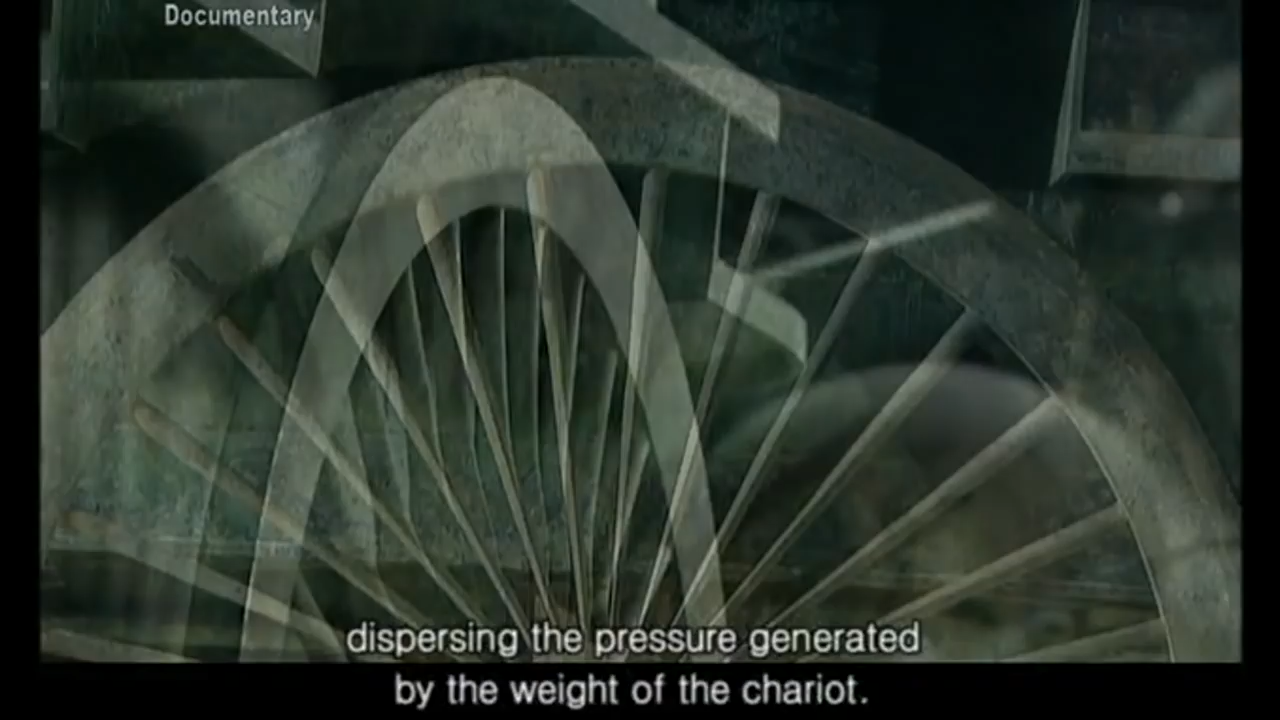 Documentary
dispersing the pressure generated
by the weight of the chariot.